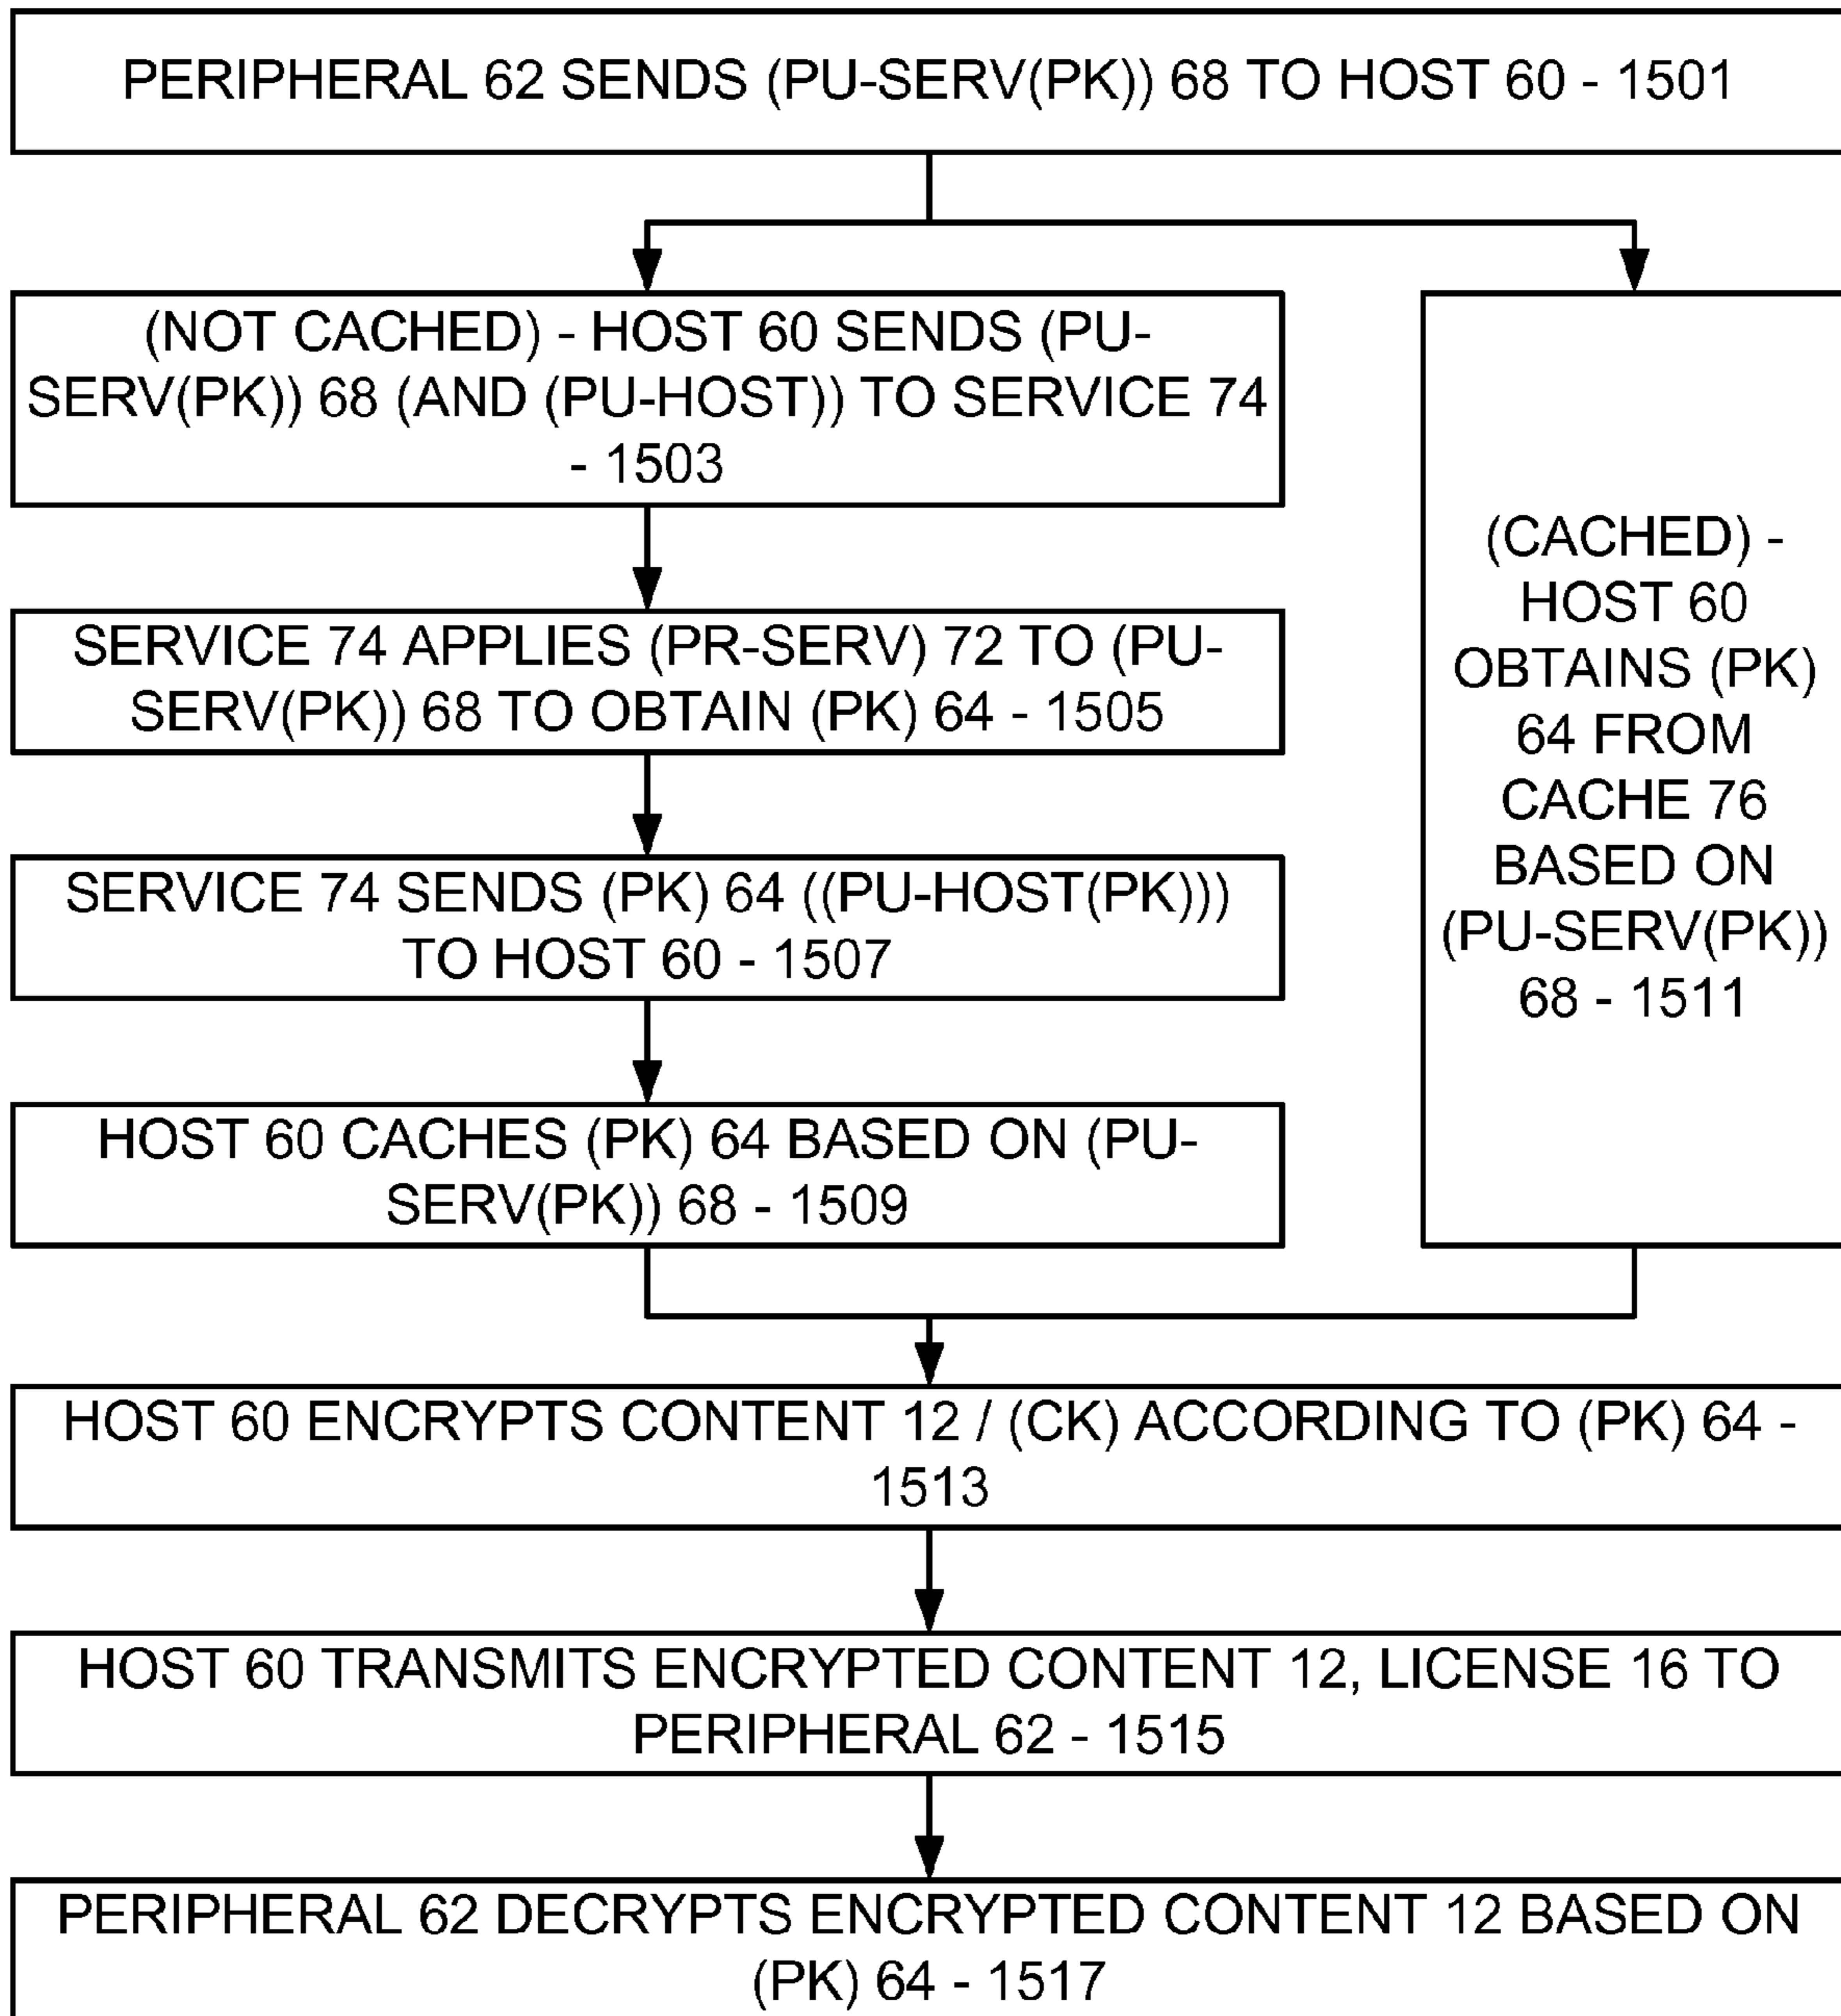 PERIPHERAL 62 SENDS (PU-SERV(PK)) 68 TO HOST 60 - 1501
(NOT CACHED) - HOST 60 SENDS (PU-
SERV(PK)) 68 (AND (PU-HOST)) TO SERVICE 74
- 1503
SERVICE 74 APPLIES (PR-SERV) 72 TO (PU-
SERV(PK)) 68 TO OBTAIN (PK) 64 - 1505
SERVICE 74 SENDS (PK) 64 ((PU-HOST(PK)))
TO HOST 60 - 1507
HOST 60 CACHES (PK) 64 BASED ON (PU-
SERV(PK)) 68 - 1509
(CACHED) -
HOST 60
OBTAINS (PK)
64 FROM
CACHE 76
BASED ON
(PU-SERV(PK))
68 - 1511
HOST 60 ENCRYPTS CONTENT 12 / (CK) ACCORDING TO (PK) 64 -
1513
HOST 60 TRANSMITS ENCRYPTED CONTENT 12, LICENSE 16 TO
PERIPHERAL 62 - 1515
PERIPHERAL 62 DECRYPTS ENCRYPTED CONTENT 12 BASED ON
(PK) 64 - 1517